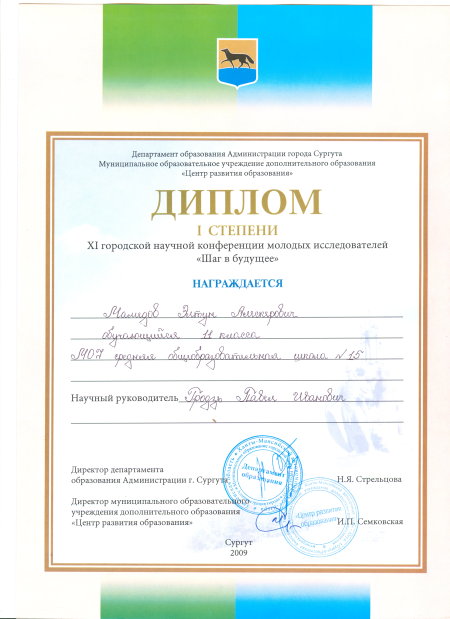 Департамент образования Администрации города Сургута
Муниципальное образовательное учреждение дополнительного образования
«Центр развития образования»
ДИПЛОМ
I СТЕПЕНИ
XI городской научной конференции молодых исследователей
«Шаг в будущее»
НАГРАЖДАЕТСЯ
Мамедов Эльтун Алескерович
обучающийся 11 класса
МОУ средняя общеобразовательная школа № 15
Научный руководитель Гродзь Павел Иванович
Директор департамента
образования Администрации г. Сургута Н.Я. Стрельцова
Директор муниципального образовательного
учреждения дополнительного образования
«Центр развития образования» И.П. Семковская
Департамент
образования
«Центр развития
образования»
Сургут
2009